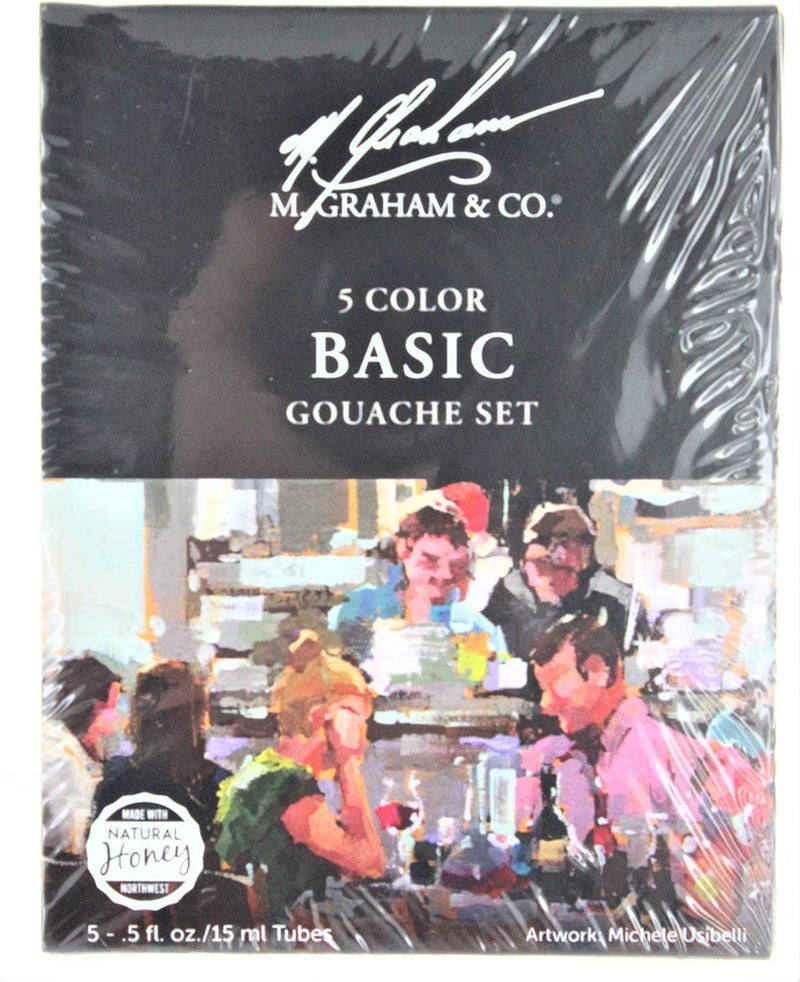 M. Graham
M. GRAHAM & CO.®
5 COLOR
BASIC
GOUACHE SET
MADE WITH
NATURAL
Honey
NORTHWEST
5 - .5 fl. oz./15 ml Tubes
Artwork: Michele Usibelli